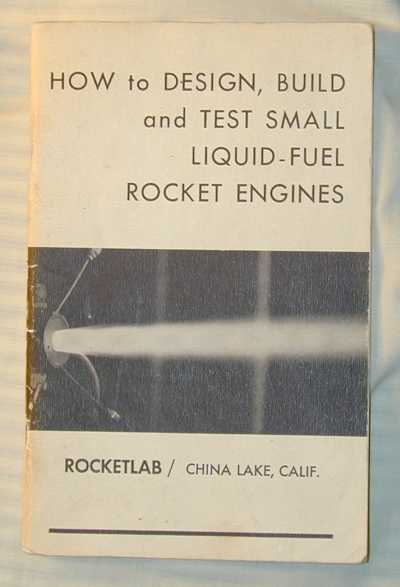 HOW to DESIGN, BUILD
and TEST SMALL
LIQUID-FUEL
ROCKET ENGINES
ROCKETLAB / CHINA LAKE, CALIF.